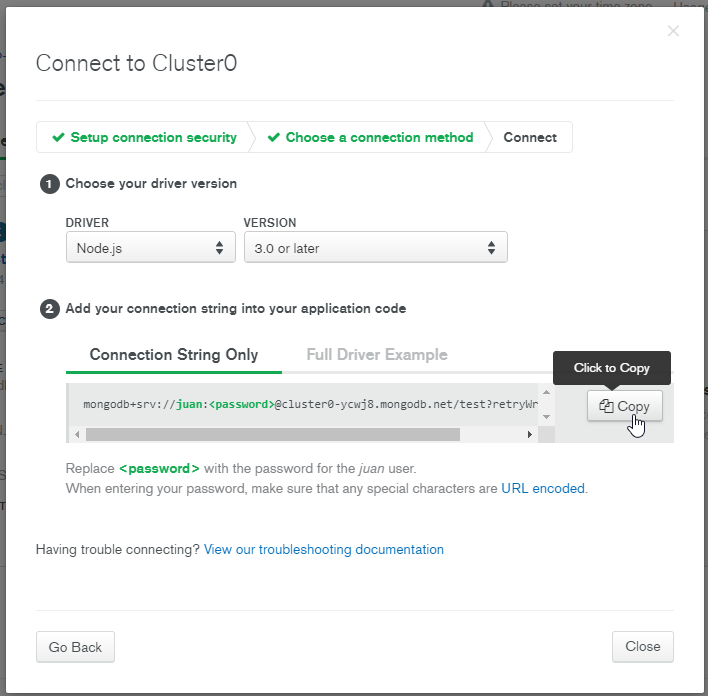 Please set your time zone
Connect to Cluster0
Setup connection security
Choose a connection method
Connect
1 Choose your driver version
DRIVER
VERSION
Node.js
3.0 or later
2 Add your connection string into your application code
Connection String Only
Full Driver Example
Click to Copy
mongodb+srv://juan:<password>@cluster0-ycwj8.mongodb.net/test?retryWr
Copy
Replace <password> with the password for the juan user.
When entering your password, make sure that any special characters are URL encoded.
Having trouble connecting? View our troubleshooting documentation
Go Back
Close